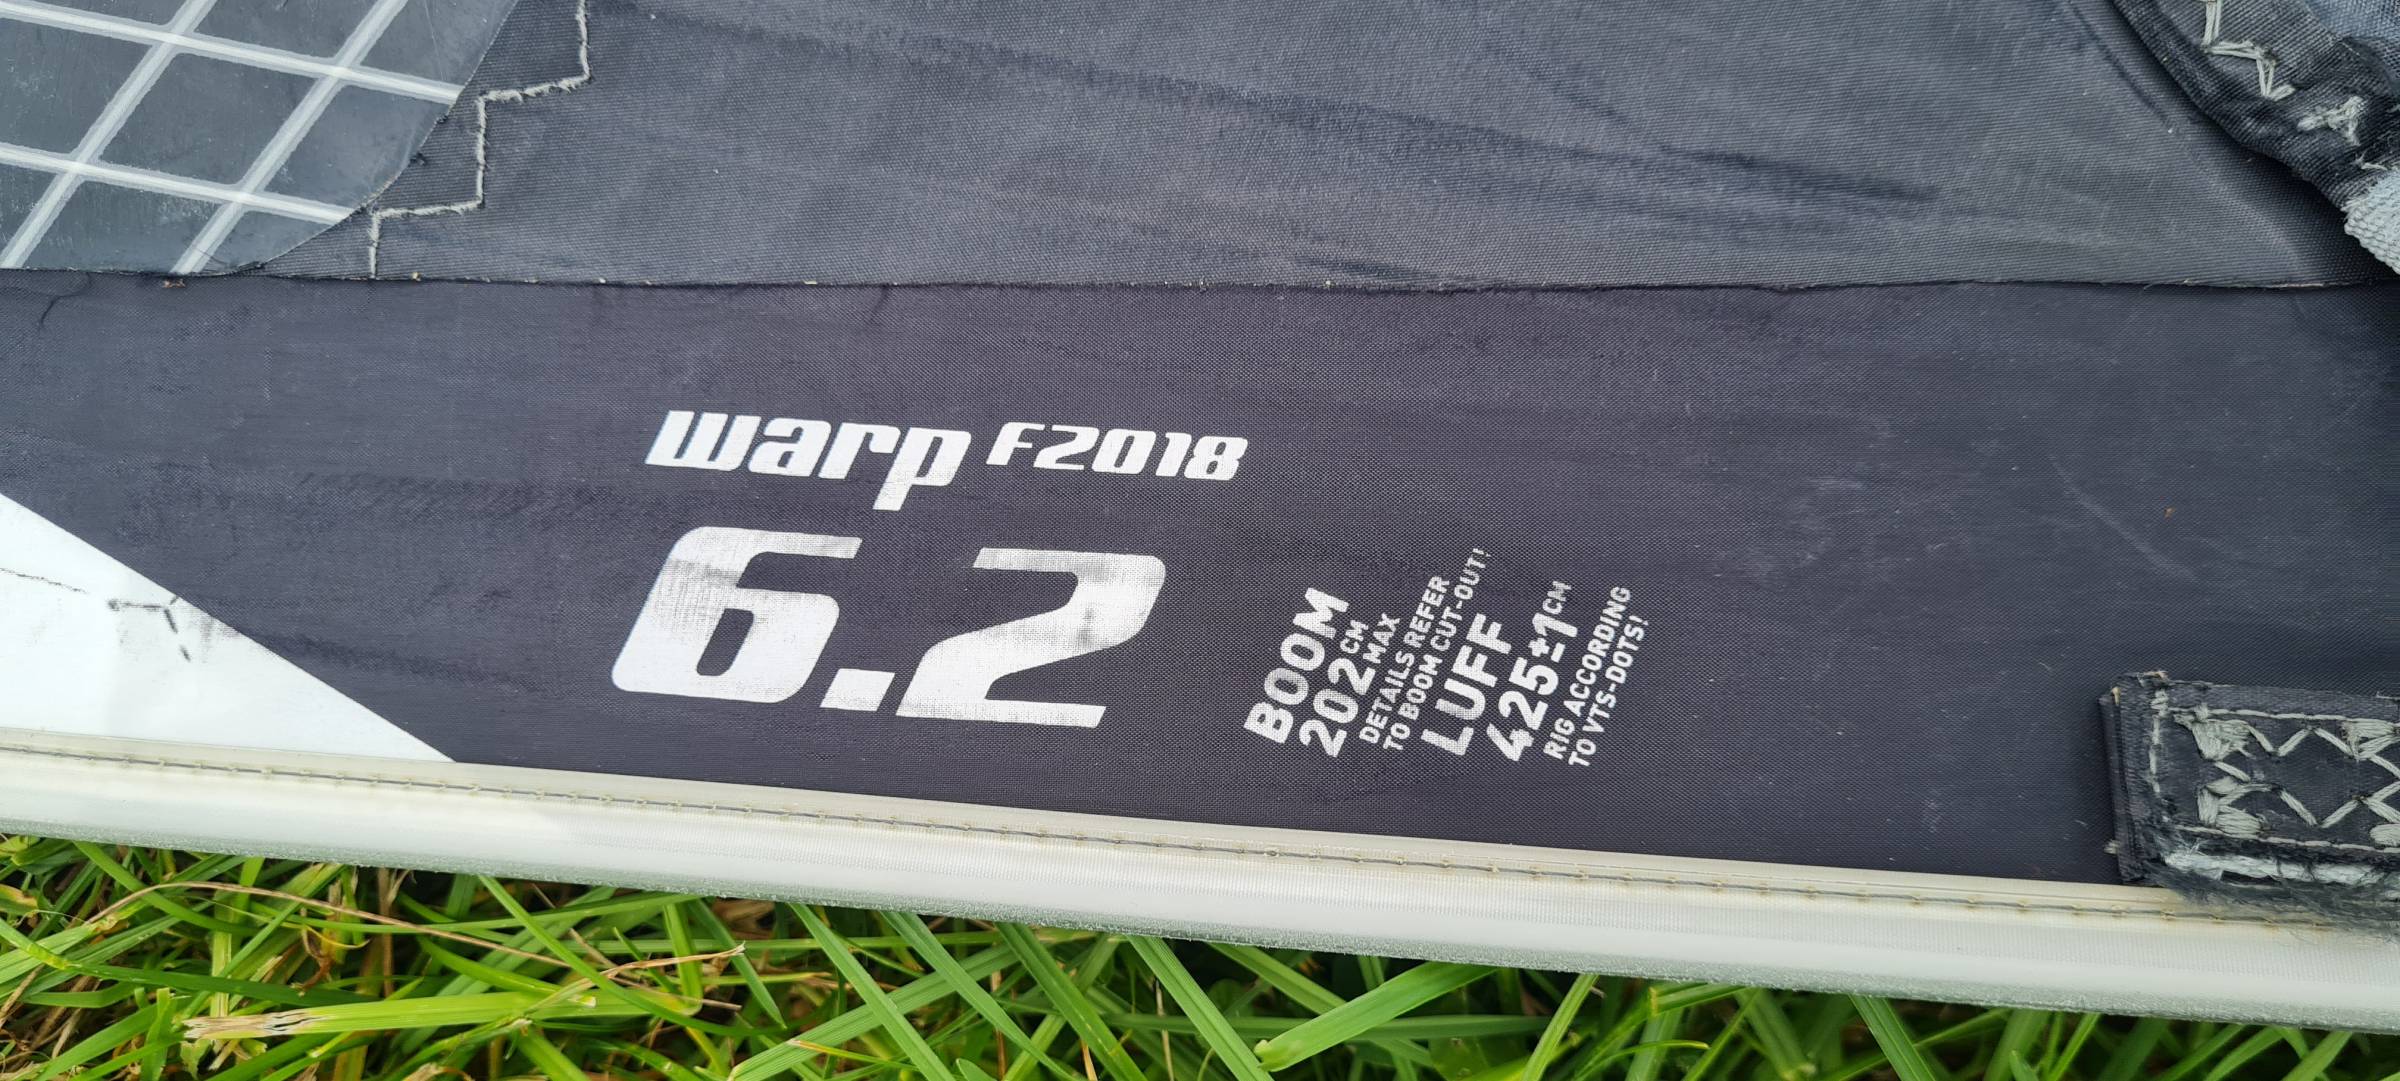 warp F2018
6.2
BOOM
202CM
MAX
DETAILS REFER
TO BOOM CUT-OUT!
LUFF
425±1CM
RIG ACCORDING
TO VTS-DOTS!